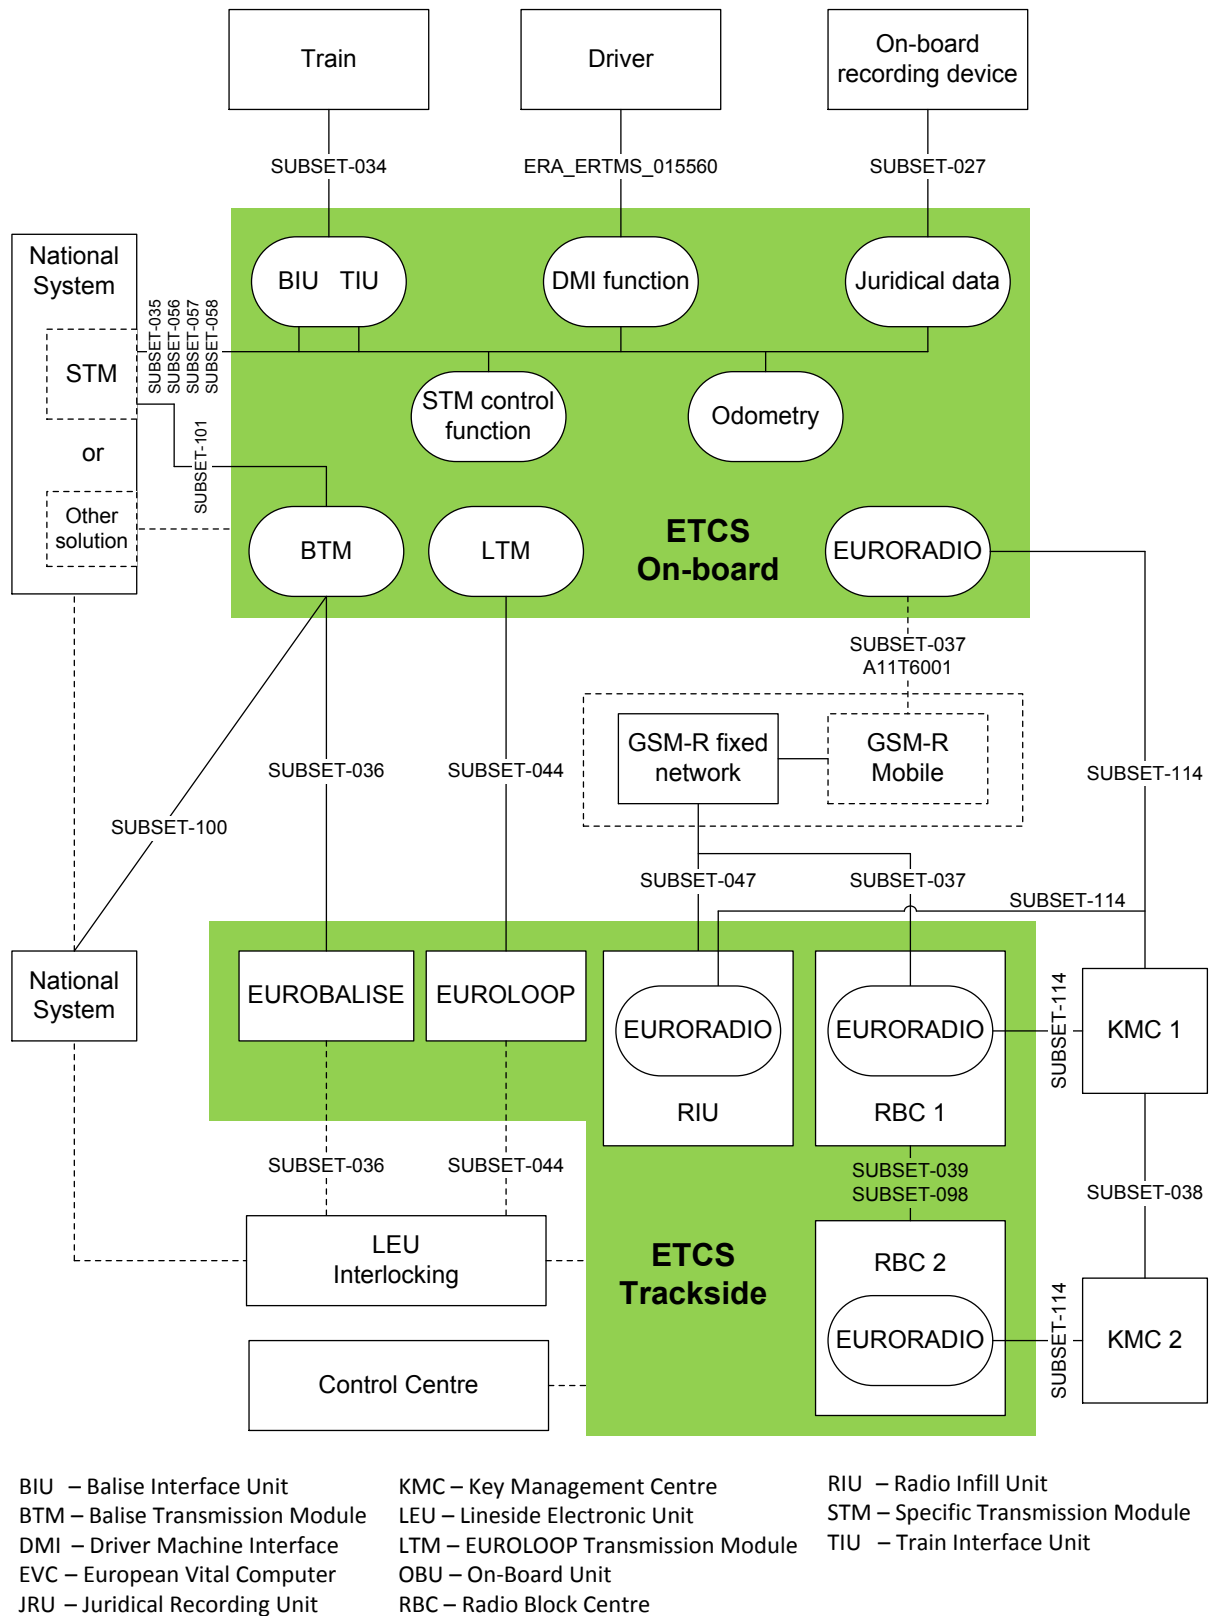 Train
Driver
On-board
recording device
SUBSET-034
ERA_ERTMS_015560
SUBSET-027
National
System
STM
or
Other
solution
SUBSET-035
SUBSET-056
SUBSET-057
SUBSET-058
SUBSET-101
BIU TIU
DMI function
Juridical data
STM control
function
Odometry
BTM
LTM
ETCS
On-board
EURORADIO
SUBSET-037
A11T6001
GSM-R fixed
network
GSM-R
Mobile
SUBSET-036
SUBSET-044
SUBSET-114
SUBSET-100
SUBSET-047
SUBSET-037
SUBSET-114
National
System
EUROBALISE
EUROLOOP
EURORADIO
RIU
EURORADIO
RBC 1
SUBSET-114
KMC 1
SUBSET-036
SUBSET-044
SUBSET-039
SUBSET-098
SUBSET-038
LEU
Interlocking
ETCS
Trackside
RBC 2
EURORADIO
SUBSET-114
KMC 2
Control Centre
BIU – Balise Interface Unit
BTM – Balise Transmission Module
DMI – Driver Machine Interface
EVC – European Vital Computer
JRU – Juridical Recording Unit
KMC – Key Management Centre
LEU – Lineside Electronic Unit
LTM – EUROLOOP Transmission Module
OBU – On-Board Unit
RBC – Radio Block Centre
RIU – Radio Infill Unit
STM – Specific Transmission Module
TIU – Train Interface Unit